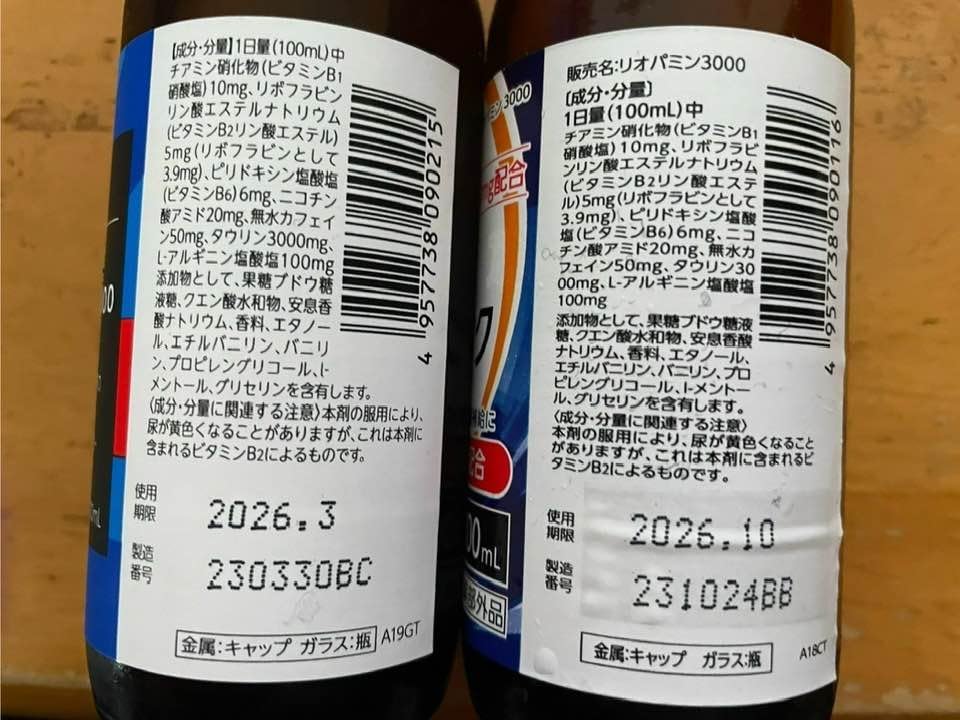 【成分・分量】1日量(100mL)中
チアミン硝化物(ビタミンB1
硝酸塩)10mg、リボフラビン
リン酸エステルナトリウム
(ビタミンB2リン酸エステル)
5mg(リボフラビンとして
3.9mg)、ピリドキシン塩酸塩
(ビタミンB6)6mg、ニコチン
酸アミド20mg、無水カフェイ
ン50mg、タウリン3000mg、
L-アルギニン塩酸塩100mg
添加物として、果糖ブドウ糖
液糖、クエン酸水和物、安息香
酸ナトリウム、香料、エタノー
ル、エチルバニリン、バニリ
ン、プロピレングリコール、l-
メントール、グリセリンを含有します。
〈成分・分量に関連する注意〉本剤の服用により、
尿が黄色くなることがありますが、これは本剤に
含まれるビタミンB2によるものです。
4957738090215
使用
期限
2026.3
製造
番号
230330BC
金属:キャップ ガラス:瓶
A19GT
販売名:リオパミン3000
〔成分・分量〕
1日量(100mL)中
チアミン硝化物(ビタミンB1
硝酸塩)10mg、リボフラビ
ンリン酸エステルナトリウム
(ビタミンB2リン酸エステ
ル)5mg(リボフラビンとして
3.9mg)、ピリドキシン塩酸
塩(ビタミンB6)6mg、ニコ
チン酸アミド20mg、無水カ
フェイン50mg、タウリン30
00mg、L-アルギニン塩酸塩
100mg
添加物として、果糖ブドウ糖液
糖、クエン酸水和物、安息香酸
ナトリウム、香料、エタノール、
エチルバニリン、バニリン、プロ
ピレングリコール、l-メントー
ル、グリセリンを含有します。
〈成分・分量に関連する注意〉
本剤の服用により、尿が黄色くなること
がありますが、これは本剤に含まれるビ
タミンB2によるものです。
4957738090116
使用
期限
2026.10
製造
番号
231024BB
金属:キャップ ガラス:瓶
A18CT
ン3000
配合
ク
合
00mL
部外品